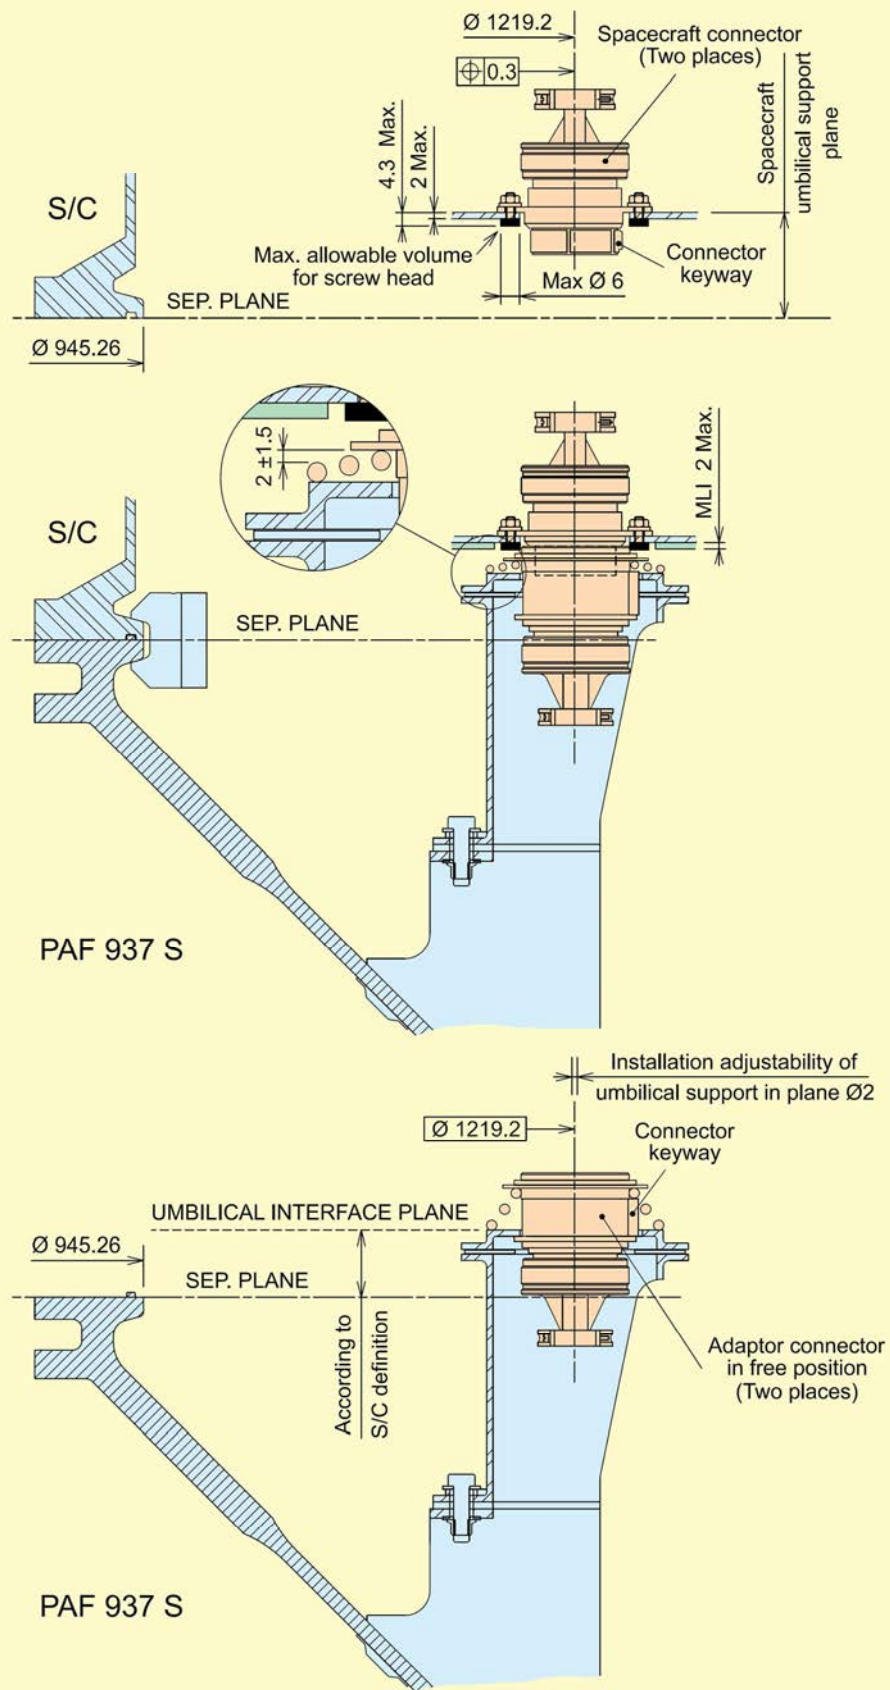 Ø 1219.2
Spacecraft connector
(Two places)
0.3
4.3 Max.
2 Max.
Spacecraft
umbilical support
plane
S/C
Max. allowable volume
for screw head
Connector
keyway
Max Ø 6
SEP. PLANE
Ø 945.26
2 ±1.5
MLI 2 Max.
S/C
SEP. PLANE
PAF 937 S
Installation adjustability of
umbilical support in plane Ø2
Ø 1219.2
Connector
keyway
UMBILICAL INTERFACE PLANE
Ø 945.26
SEP. PLANE
According to
S/C definition
Adaptor connector
in free position
(Two places)
PAF 937 S